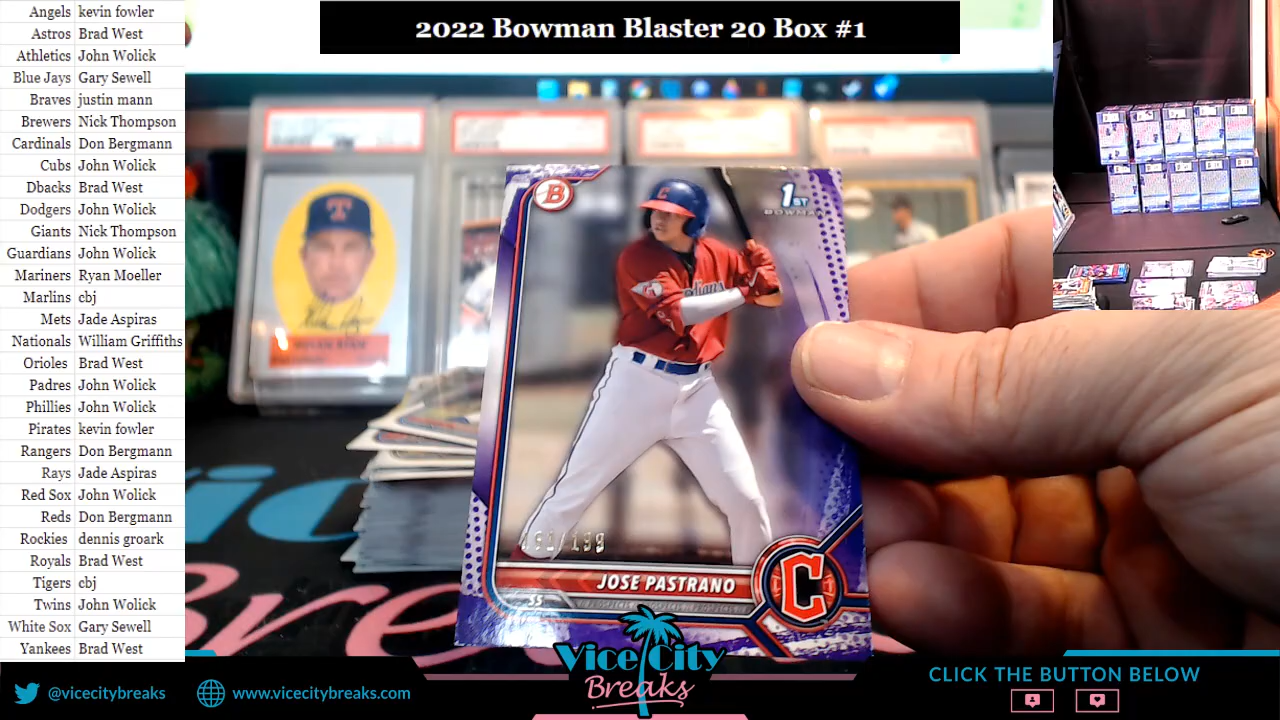 2022 Bowman Blaster 20 Box #1
Angels kevin fowler
Astros Brad West
Athletics John Wolick
Blue Jays Gary Sewell
Braves justin mann
Brewers Nick Thompson
Cardinals Don Bergmann
Cubs John Wolick
Dbacks Brad West
Dodgers John Wolick
Giants Nick Thompson
Guardians John Wolick
Mariners Ryan Moeller
Marlins cbj
Mets Jade Aspiras
Nationals William Griffiths
Orioles Brad West
Padres John Wolick
Phillies John Wolick
Pirates kevin fowler
Rangers Don Bergmann
Rays Jade Aspiras
Red Sox John Wolick
Reds Don Bergmann
Rockies dennis groark
Royals Brad West
Tigers cbj
Twins John Wolick
White Sox Gary Sewell
Yankees Brad West
B
1ST
BOWMAN
T
C
JOSE PASTRANO
SS
C
Vice City
Breaks
@vicecitybreaks
www.vicecitybreaks.com
CLICK THE BUTTON BELOW